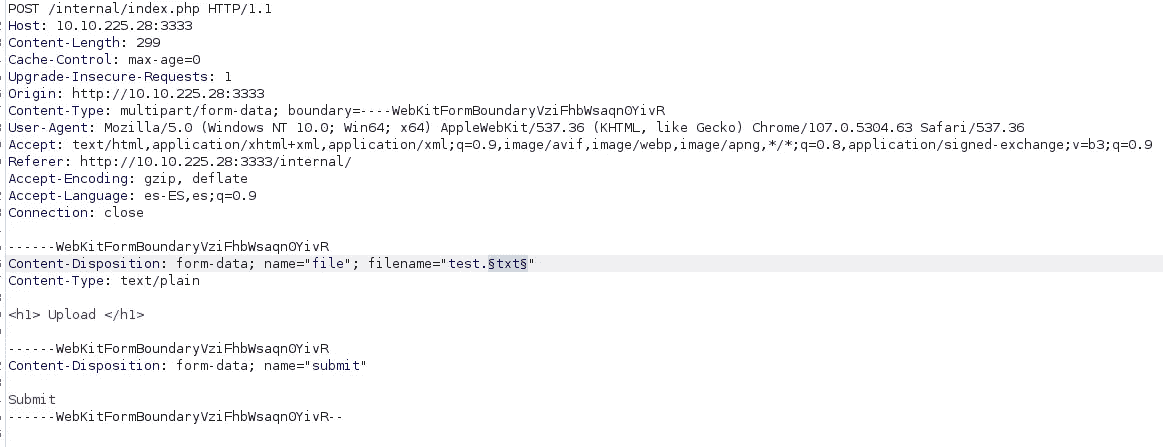 POST /internal/index.php HTTP/1.1
Host: 10.10.225.28:3333
Content-Length: 299
Cache-Control: max-age=0
Upgrade-Insecure-Requests: 1
Origin: http://10.10.225.28:3333
Content-Type: multipart/form-data; boundary=----WebKitFormBoundaryVziFhbWsaqn0YivR
User-Agent: Mozilla/5.0 (Windows NT 10.0; Win64; x64) AppleWebKit/537.36 (KHTML, like Gecko) Chrome/107.0.5304.63 Safari/537.36
Accept: text/html,application/xhtml+xml,application/xml;q=0.9,image/avif,image/webp,image/apng,*/*;q=0.8,application/signed-exchange;v=b3;q=0.9
Referer: http://10.10.225.28:3333/internal/
Accept-Encoding: gzip, deflate
Accept-Language: es-ES,es;q=0.9
Connection: close
------WebKitFormBoundaryVziFhbWsaqn0YivR
Content-Disposition: form-data; name="file"; filename="test.§txt§"
Content-Type: text/plain
<h1> Upload </h1>
------WebKitFormBoundaryVziFhbWsaqn0YivR
Content-Disposition: form-data; name="submit"
Submit
------WebKitFormBoundaryVziFhbWsaqn0YivR--